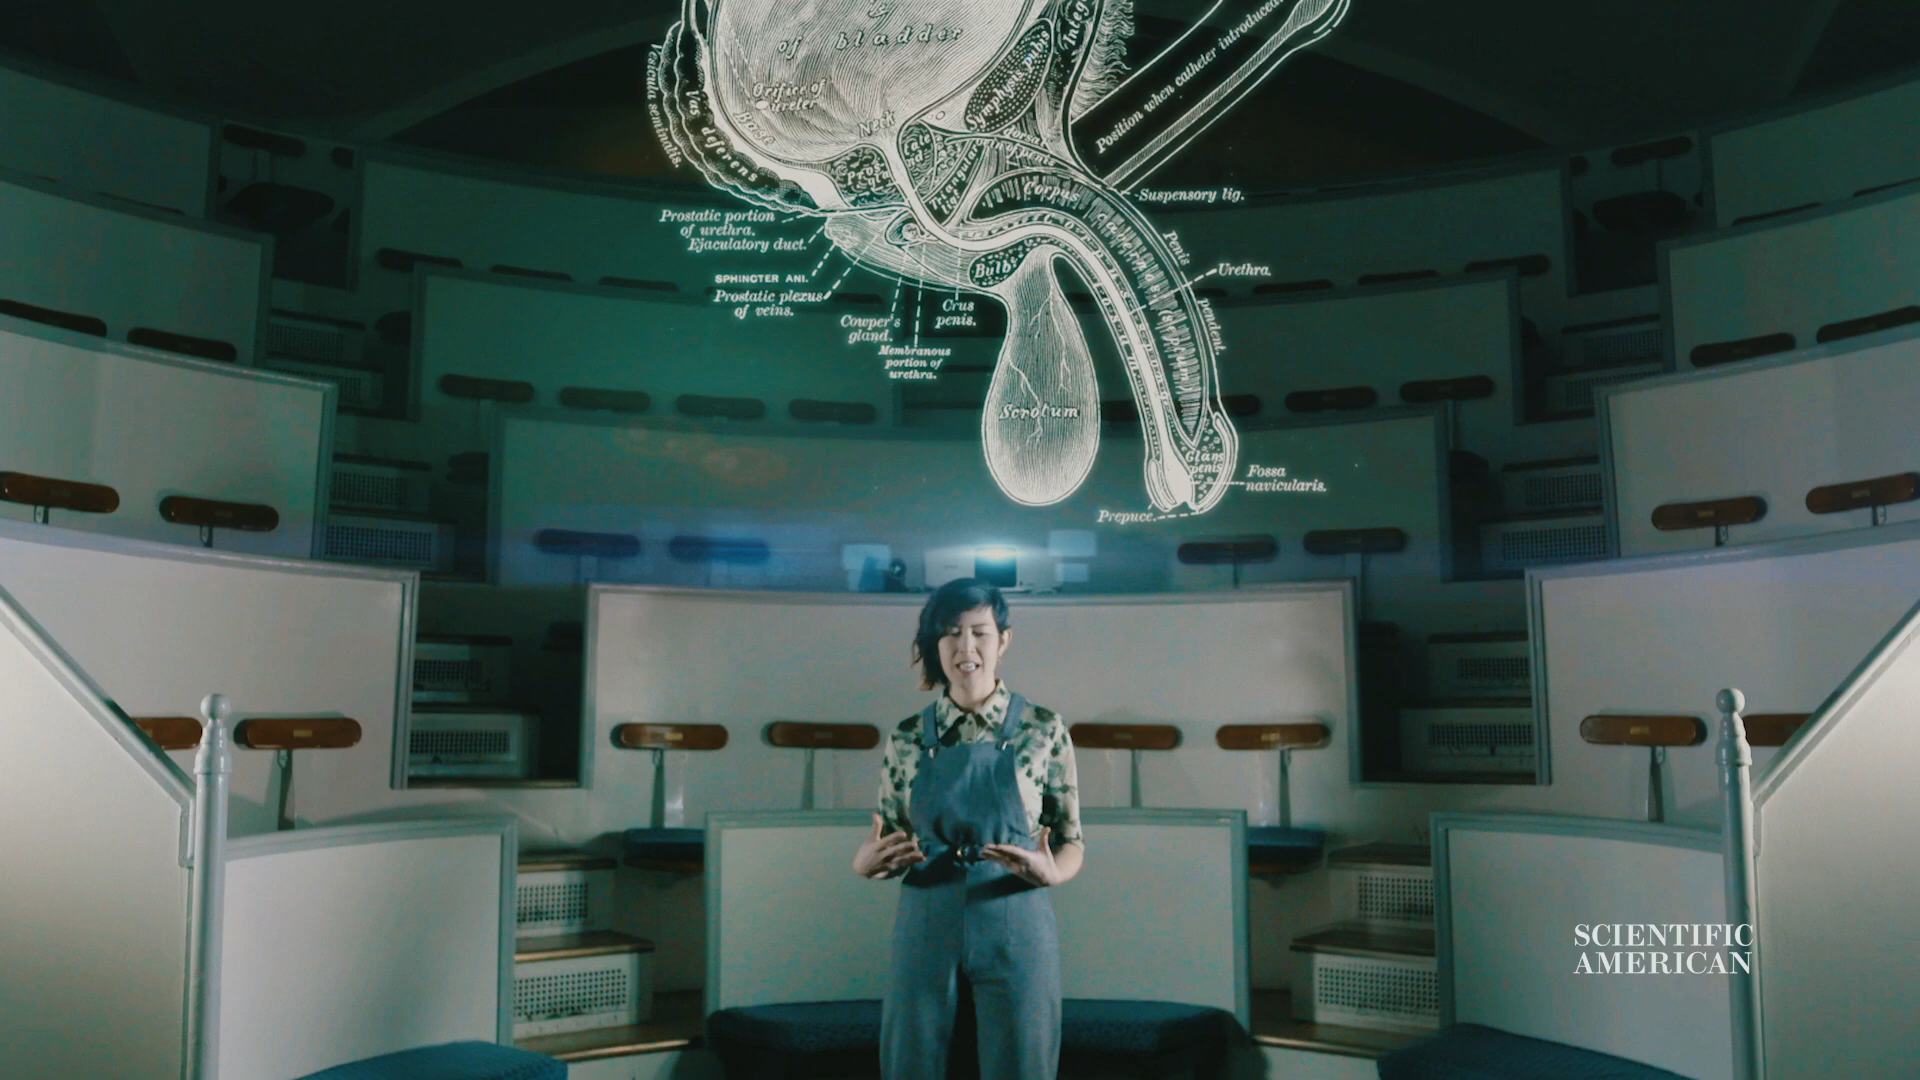 of bladder
Integ
Symphysis pubis
Position when catheter introduced
Orifice of
ureter
Base
Neck
Vesicula seminalis.
Vas deferens
Corpus
Suspensory lig.
Prostatic portion
of urethra.
Ejaculatory duct.
SPHINCTER ANI.
Prostatic plexus
of veins.
Cowper's
gland.
Membranous
portion of
urethra.
Crus
penis.
Bulb
Penis
Urethra.
pendent.
Scrotum
Glans
penis
Fossa
navicularis.
Prepuce.
SCIENTIFIC
AMERICAN